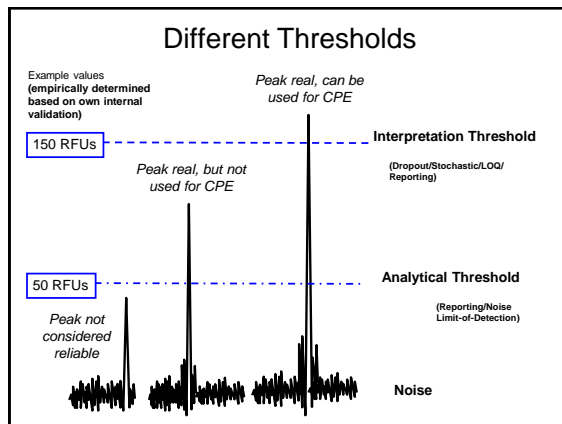 Different Thresholds
Example values
(empirically determined
based on own internal
validation)
Peak real, can be
used for CPE
150 RFUs
Interpretation Threshold
(Dropout/Stochastic/LOQ/
Reporting)
Peak real, but not
used for CPE
50 RFUs
Analytical Threshold
(Reporting/Noise
Limit-of-Detection)
Peak not
considered
reliable
Noise